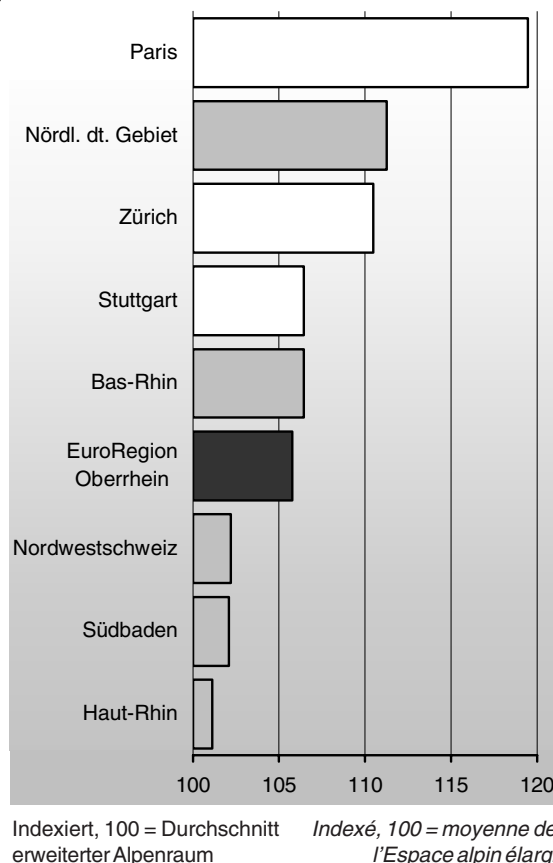 Paris
Nördl. dt. Gebiet
Zürich
Stuttgart
Bas-Rhin
EuroRegion
Oberrhein
Nordwestschweiz
Südbaden
Haut-Rhin
100 105 110 115 120
Indexiert, 100 = Durchschnitt
erweiterter Alpenraum
Indexé, 100 = moyenne de
l'Espace alpin élarg